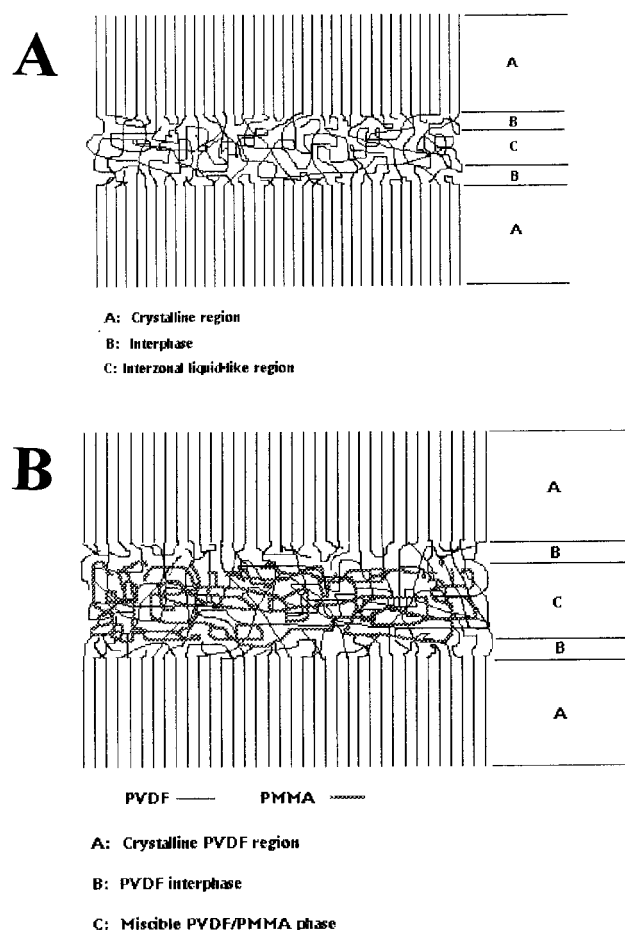 A
A
B
C
B
A
A: Crystalline region
B: Interphase
C: Interzonal liquid-like region
B
A
B
C
B
A
PVDF PMMA
A: Crystalline PVDF region
B: PVDF interphase
C: Miscible PVDF/PMMA phase